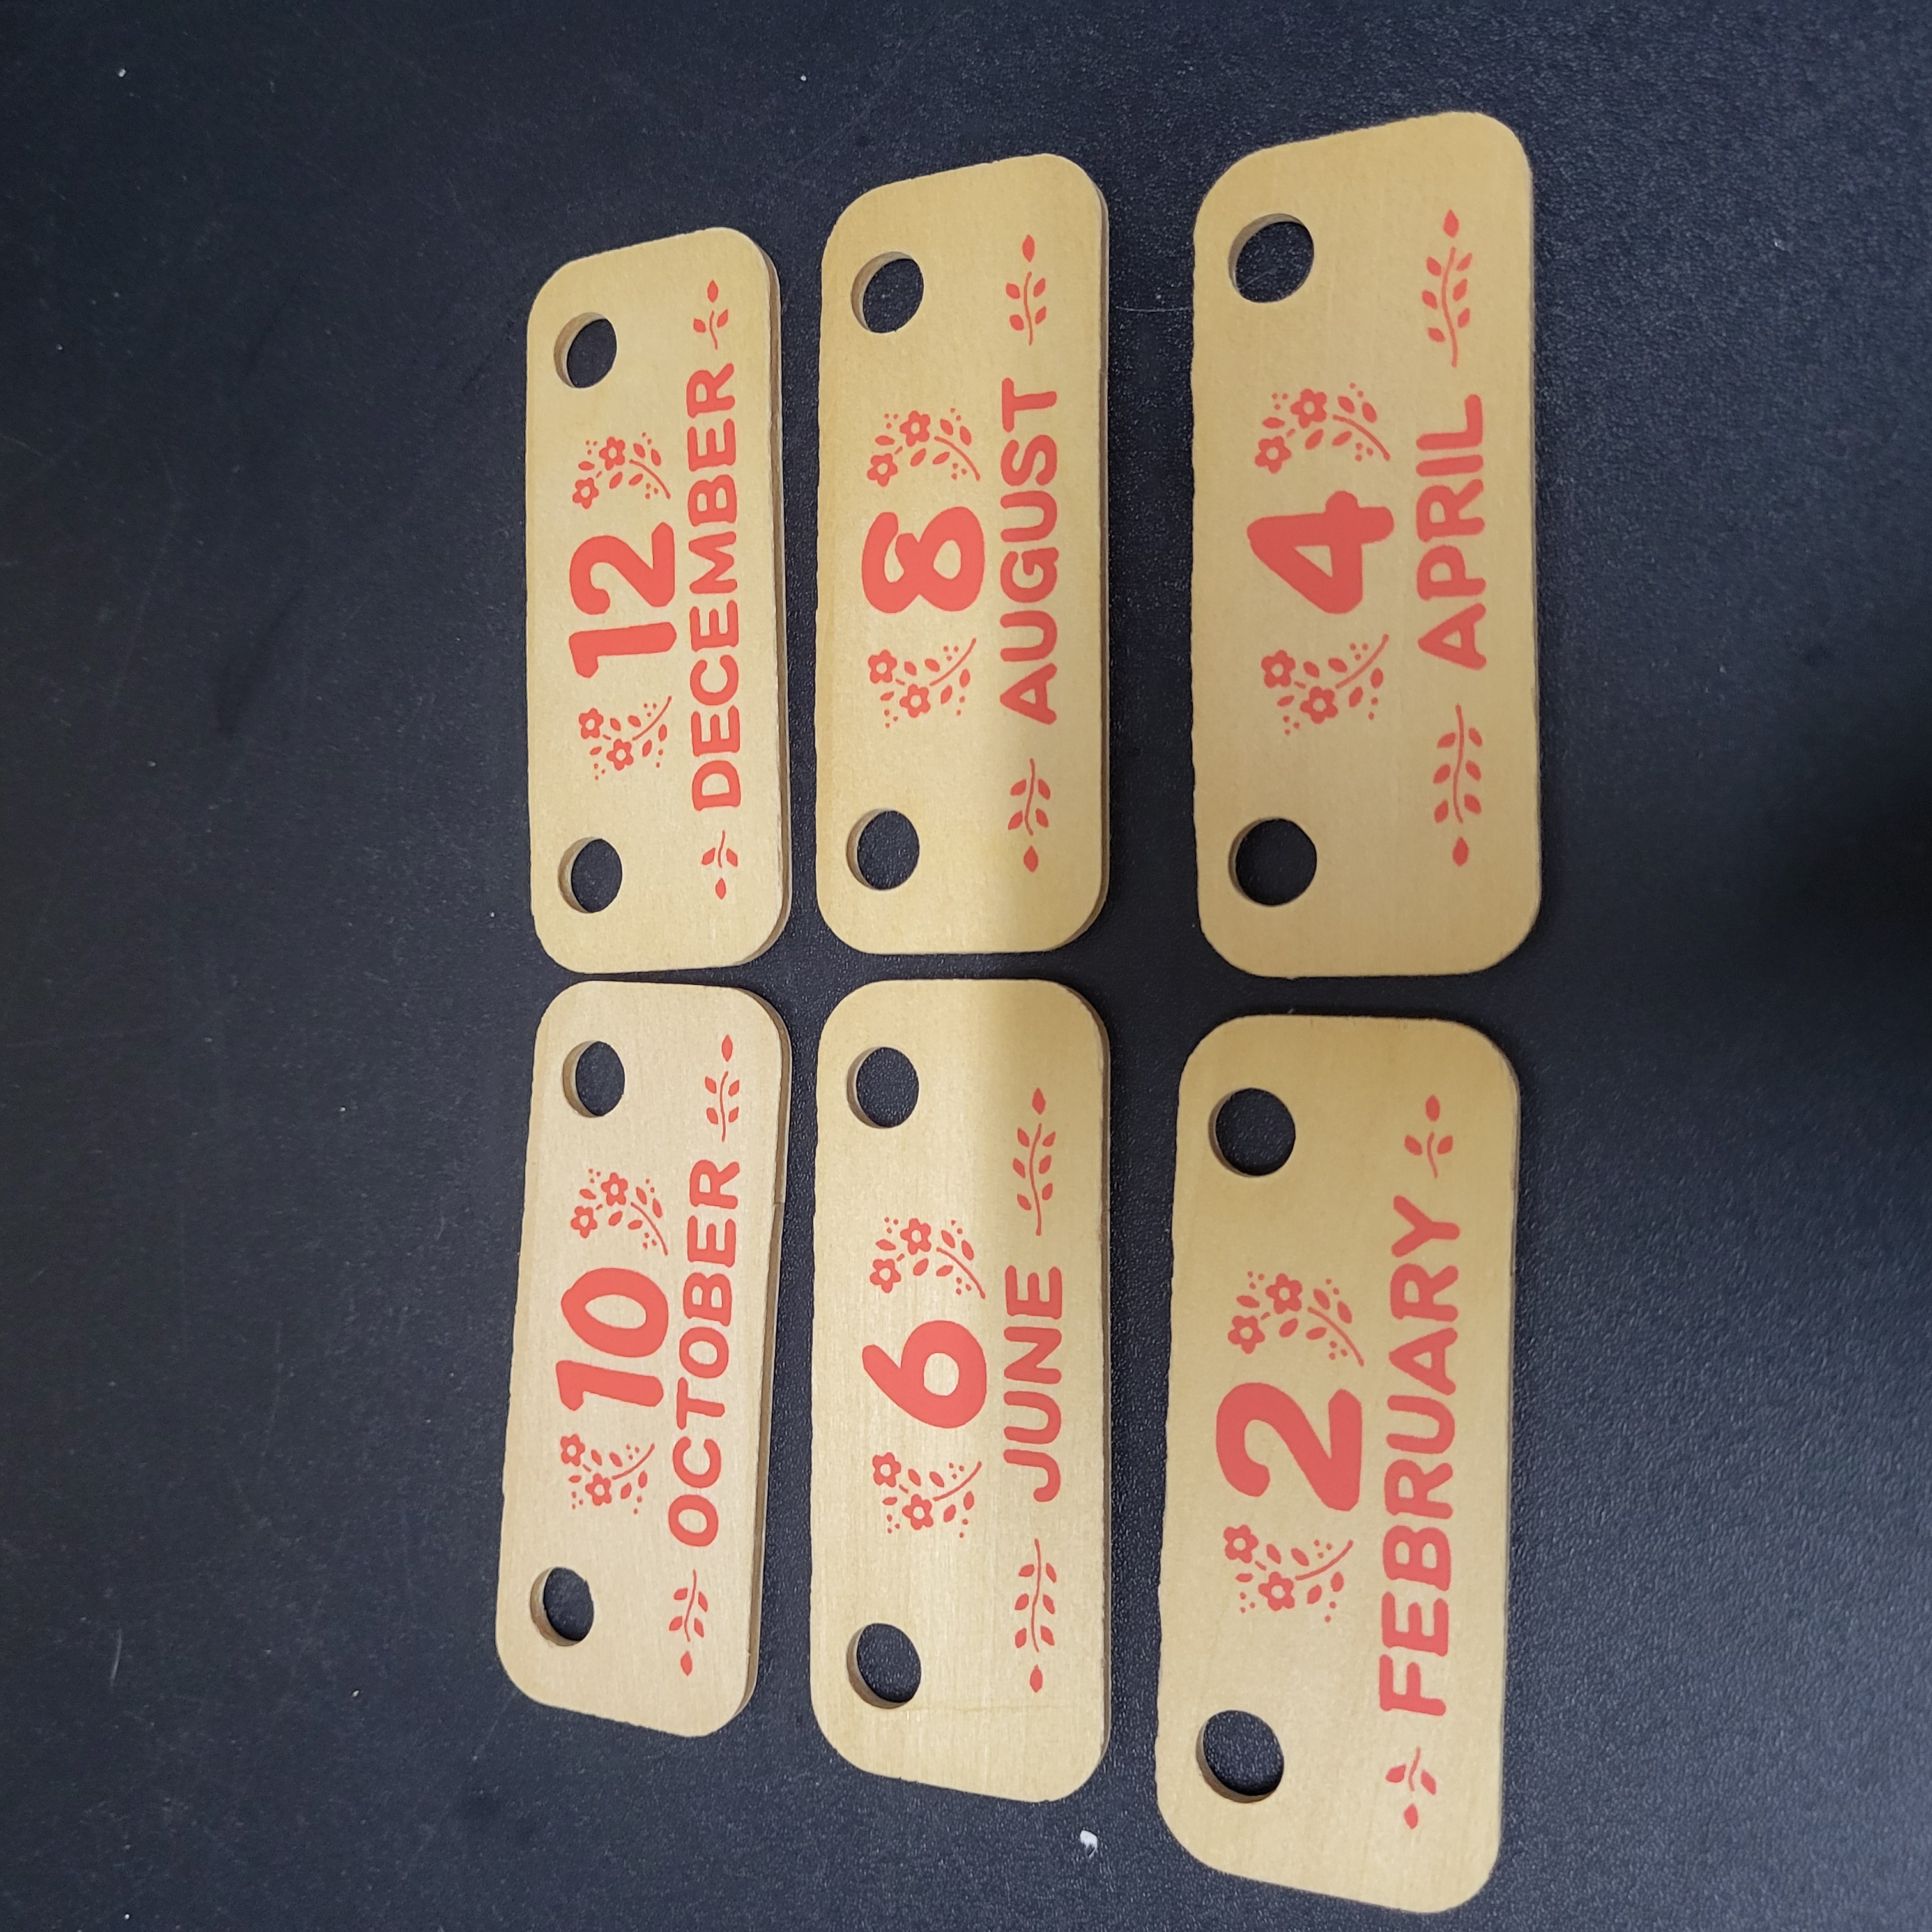 10
OCTOBER
12
DECEMBER
6
JUNE
8
AUGUST
2
FEBRUARY
4
APRIL